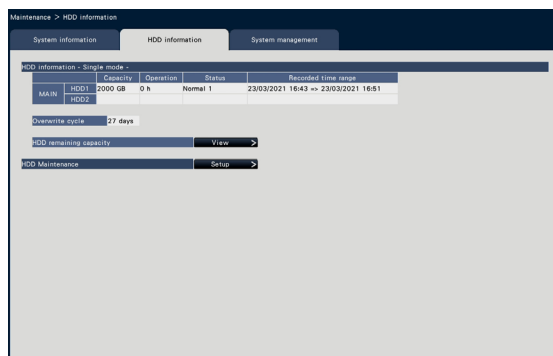 Maintenance > HDD information
System information HDD information System management
HDD information - Single mode -
Capacity Operation Status Recorded time range
MAIN HDD1 2000 GB 0 h Normal 1 23/03/2021 16:43 => 23/03/2021 16:51
HDD2
Overwrite cycle 27 days
HDD remaining capacity View >
HDD Maintenance Setup >